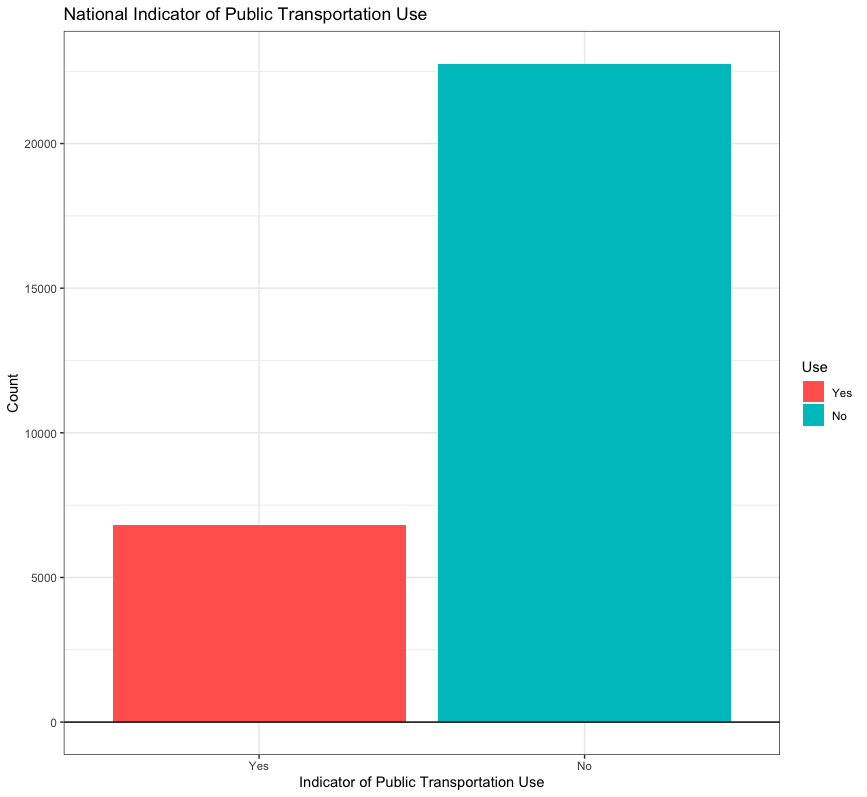 National Indicator of Public Transportation Use
20000
15000
10000
5000
0
Count
Yes
No
Indicator of Public Transportation Use
Use
Yes
No